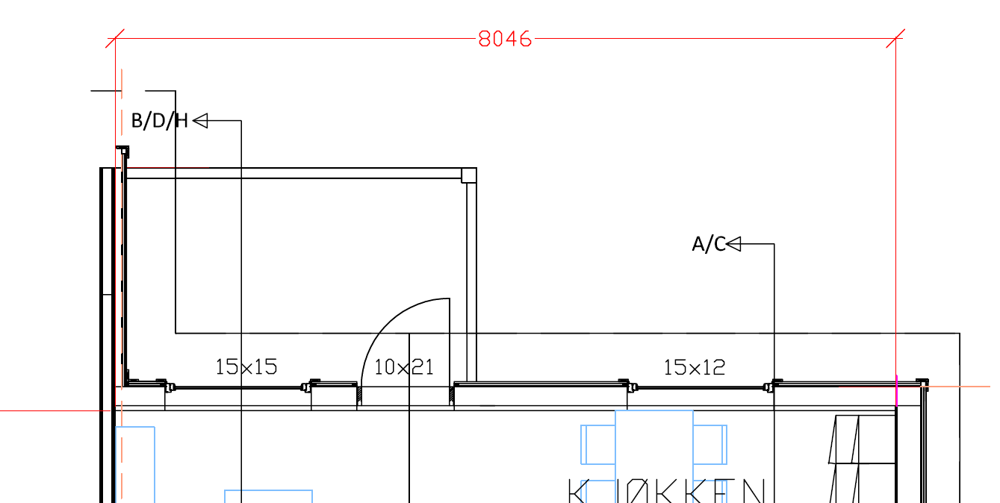 8046
B/D/H
A/C
15x15
10x21
15x12
KJØKKEN